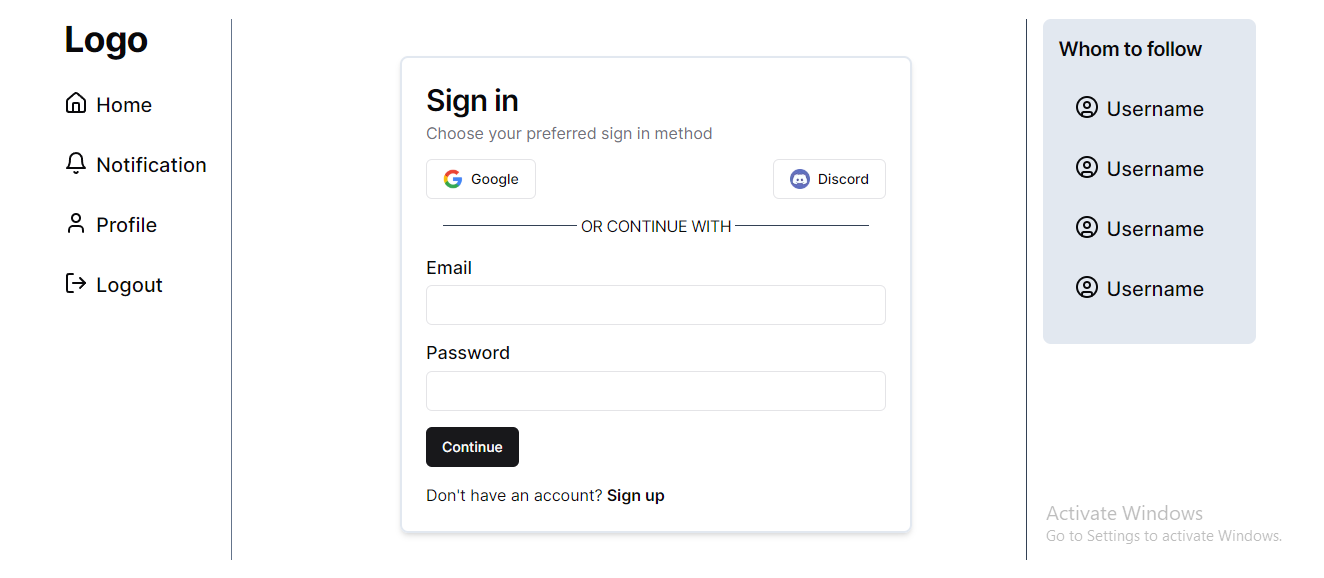 Logo
Home
Notification
Profile
Logout
Sign in
Choose your preferred sign in method
Google
Discord
OR CONTINUE WITH
Email
Password
Continue
Don't have an account? Sign up
Whom to follow
Username
Username
Username
Username
Activate Windows
Go to Settings to activate Windows.